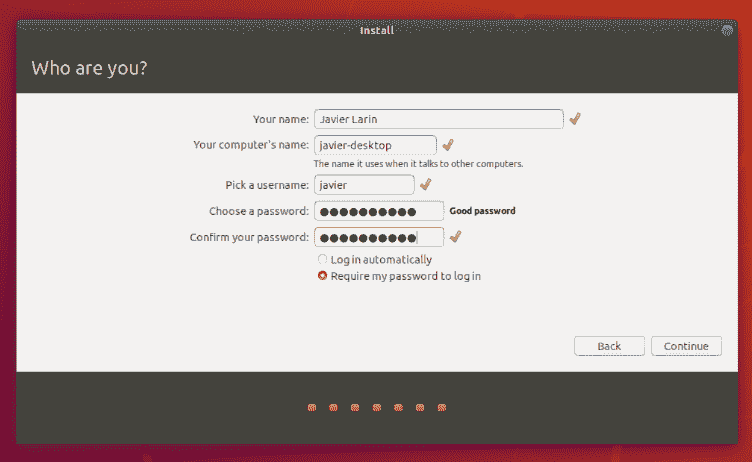 Install
Who are you?
Your name: Javier Larin
Your computer's name: javier-desktop
The name it uses when it talks to other computers.
Pick a username: javier
Choose a password: ●●●●●●●●●● Good password
Confirm your password: ●●●●●●●●●●
Log in automatically
Require my password to log in
Back Continue